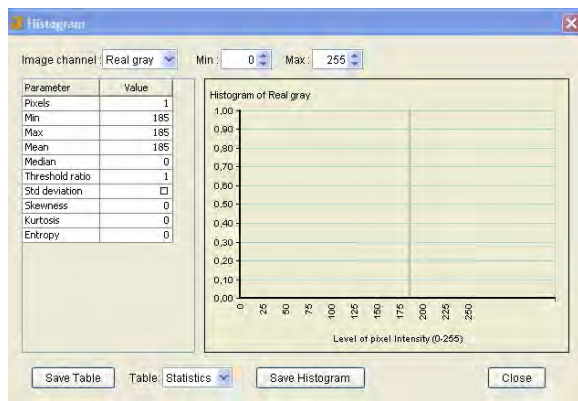 Histogram
Image channel: Real gray Min: 0 Max: 255
Parameter Value
Pixels 1
Min 185
Max 185
Mean 185
Median 0
Threshold ratio 1
Std deviation □
Skewness 0
Kurtosis 0
Entropy 0
Histogram of Real gray
1,00
0,90
0,80
0,70
0,60
0,50
0,40
0,30
0,20
0,10
0,00
0 25 50 75 100 125 150 175 200 225 250
Level of pixel Intensity (0-255)
Save Table Table: Statistics Save Histogram Close